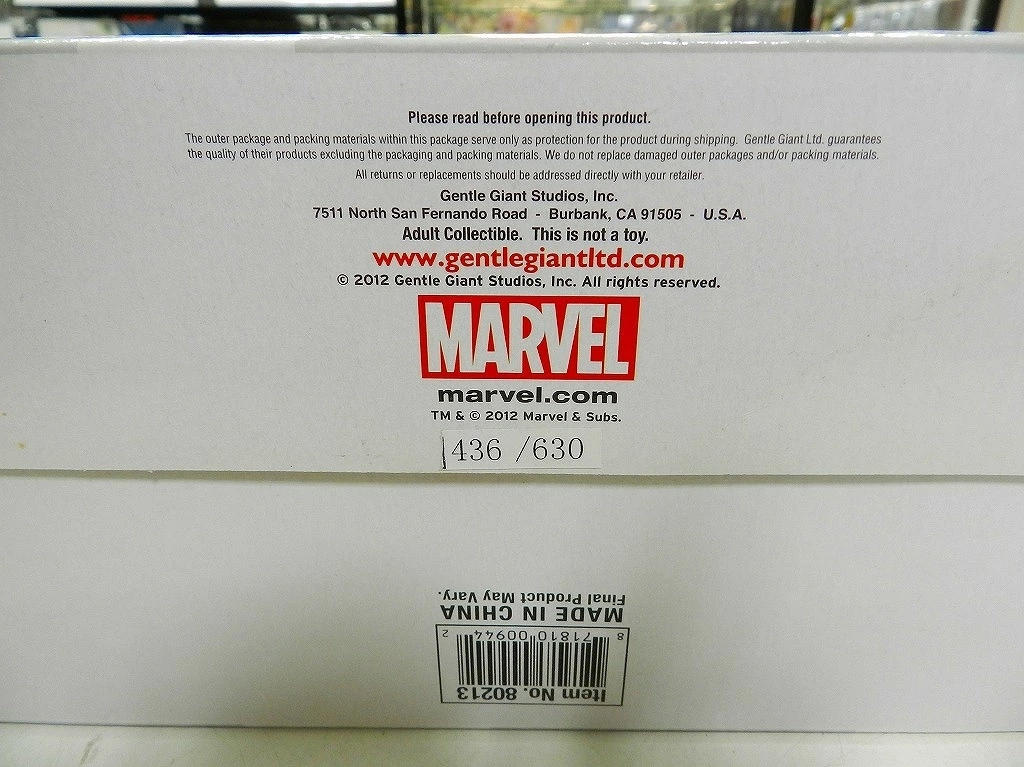 Please read before opening this product.
The outer package and packing materials within this package serve only as protection for the product during shipping. Gentle Giant Ltd. guarantees
the quality of their products excluding the packaging and packing materials. We do not replace damaged outer packages and/or packing materials.
All returns or replacements should be addressed directly with your retailer.
Gentle Giant Studios, Inc.
7511 North San Fernando Road - Burbank, CA 91505 - U.S.A.
Adult Collectible. This is not a toy.
www.gentlegiantltd.com
© 2012 Gentle Giant Studios, Inc. All rights reserved.
MARVEL
marvel.com
TM & © 2012 Marvel & Subs.
436 /630
Item No. 80213
8 71810 00944 2
MADE IN CHINA
Final Product May Vary.